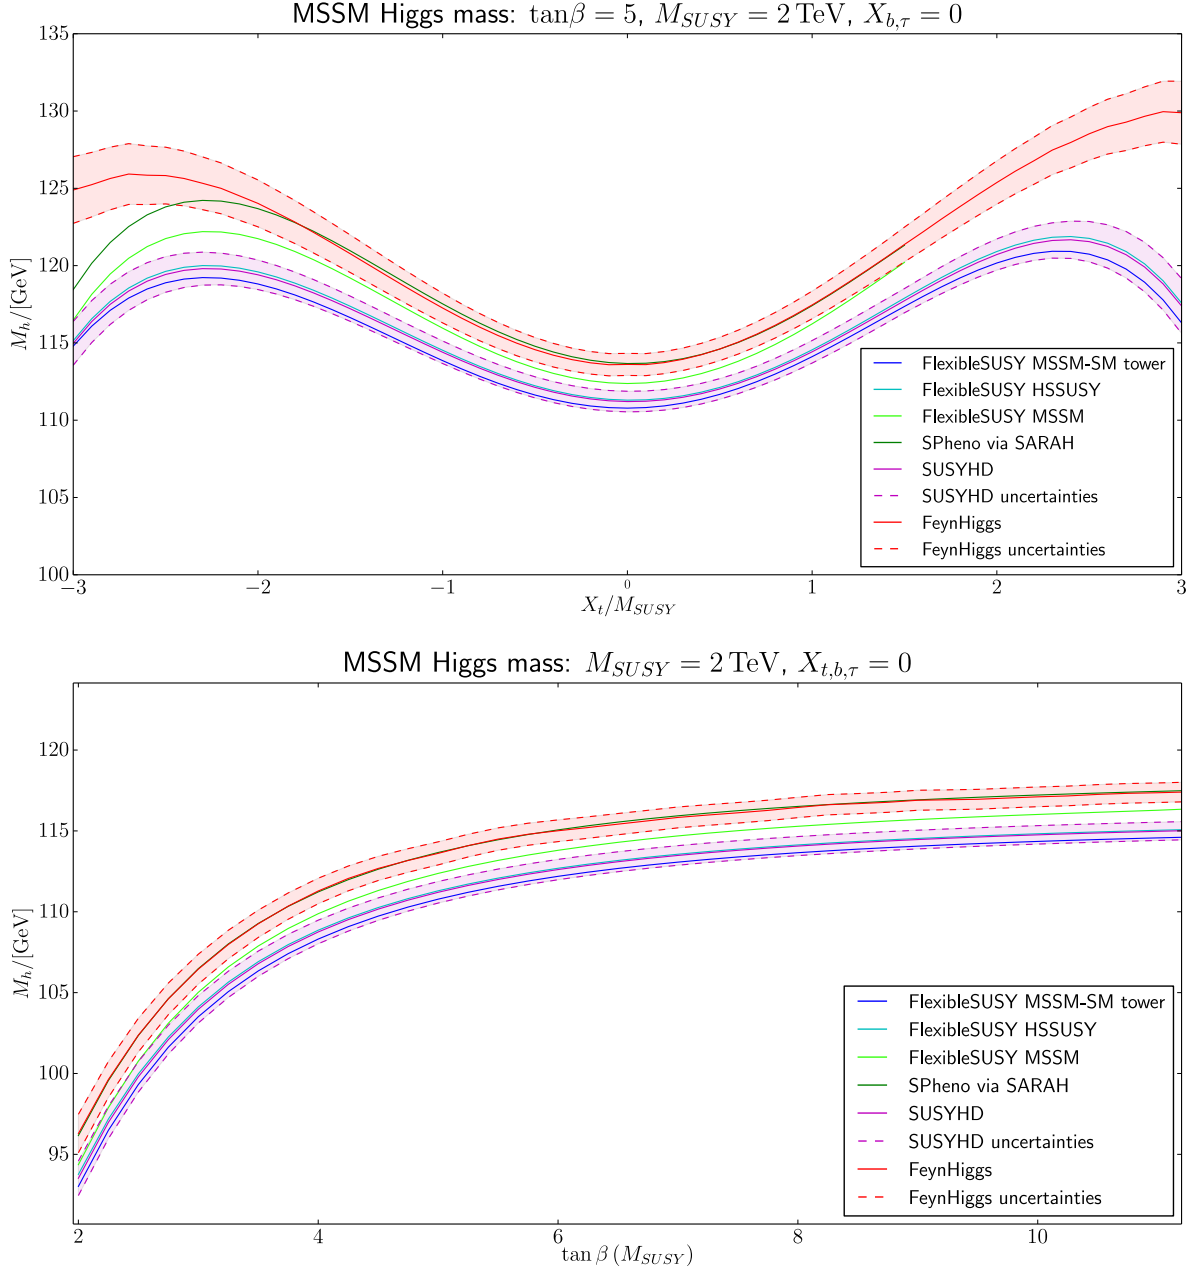 MSSM Higgs mass: tanβ = 5, M_SUSY = 2 TeV, X_b,τ = 0
135
130
125
120
115
110
105
100
M_h/[GeV]
−3
−2
−1
0
1
2
3
X_t/M_SUSY
FlexibleSUSY MSSM-SM tower
FlexibleSUSY HSSUSY
FlexibleSUSY MSSM
SPheno via SARAH
SUSYHD
SUSYHD uncertainties
FeynHiggs
FeynHiggs uncertainties
MSSM Higgs mass: M_SUSY = 2 TeV, X_t,b,τ = 0
120
115
110
105
100
95
M_h/[GeV]
2
4
6
8
10
tan β (M_SUSY)
FlexibleSUSY MSSM-SM tower
FlexibleSUSY HSSUSY
FlexibleSUSY MSSM
SPheno via SARAH
SUSYHD
SUSYHD uncertainties
FeynHiggs
FeynHiggs uncertainties